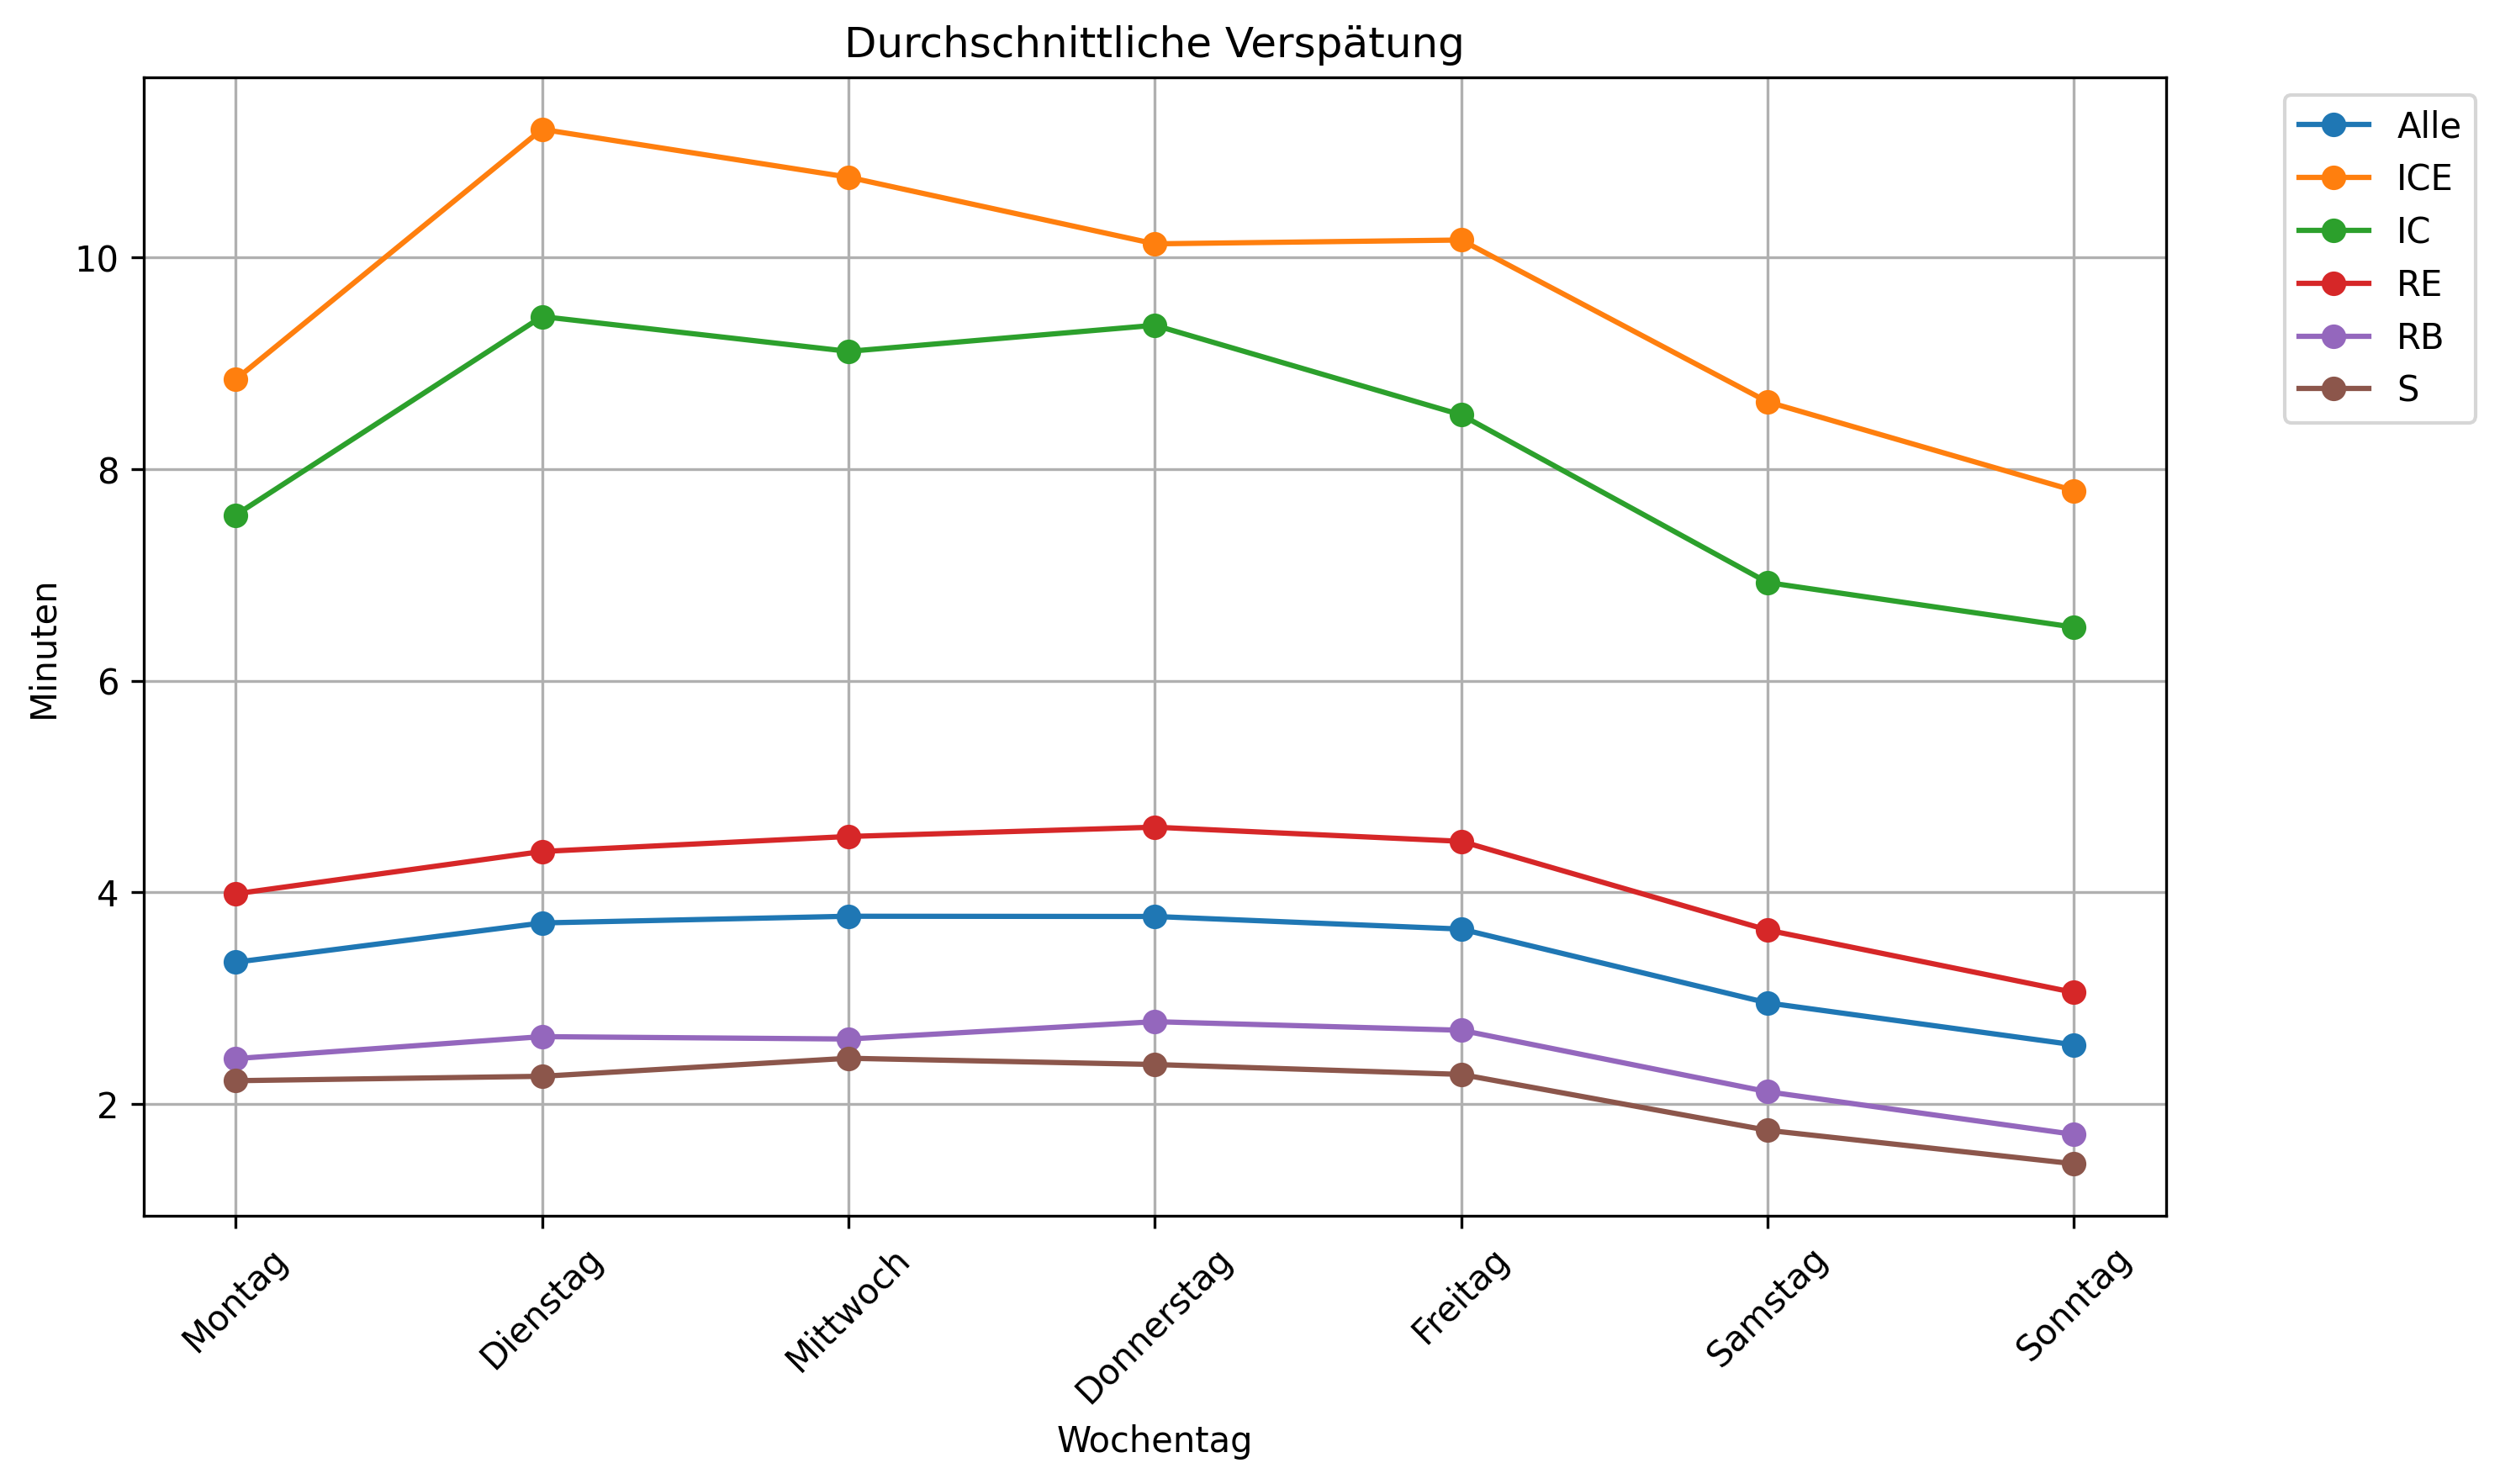 Durchschnittliche Verspätung
Minuten
10
8
6
4
2
Montag
Dienstag
Mittwoch
Donnerstag
Freitag
Samstag
Sonntag
Wochentag
Alle
ICE
IC
RE
RB
S